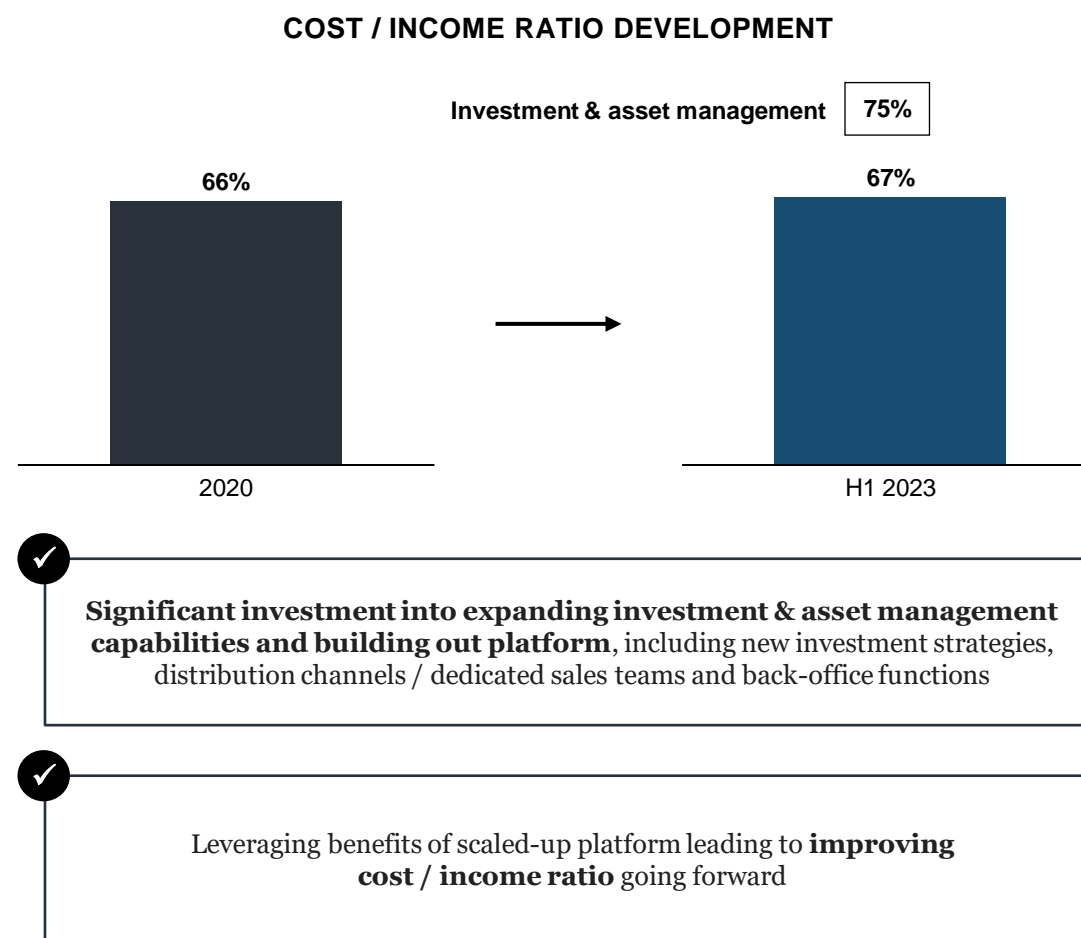 COST / INCOME RATIO DEVELOPMENT
Investment & asset management 75%
66%
67%
2020
H1 2023
Significant investment into expanding investment & asset management
capabilities and building out platform, including new investment strategies,
distribution channels / dedicated sales teams and back-office functions
Leveraging benefits of scaled-up platform leading to improving
cost / income ratio going forward